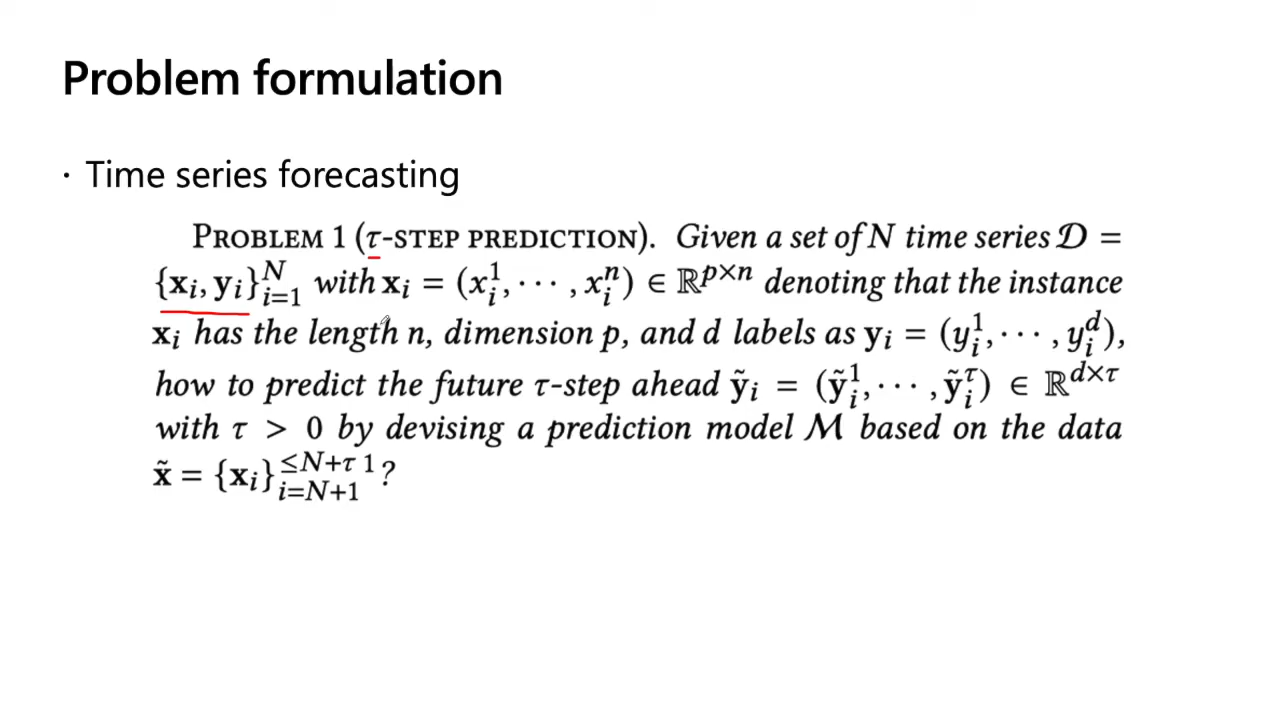 Problem formulation
· Time series forecasting
PROBLEM 1 (τ-STEP PREDICTION). Given a set of N time series 𝒟 =
{𝐱ᵢ, 𝐲ᵢ}ᵢ₌₁ᴺ with 𝐱ᵢ = (xᵢ¹, ⋯ , xᵢⁿ) ∈ ℝᵖˣⁿ denoting that the instance
𝐱ᵢ has the length n, dimension p, and d labels as 𝐲ᵢ = (yᵢ¹, ⋯ , yᵢᵈ),
how to predict the future τ-step ahead ỹᵢ = (ỹᵢ¹, ⋯ , ỹᵢ^τ) ∈ ℝ^{d×τ}
with τ > 0 by devising a prediction model ℳ based on the data
x̃ = {𝐱ᵢ}_{i=N+1}^{≤N+τ} ¹?